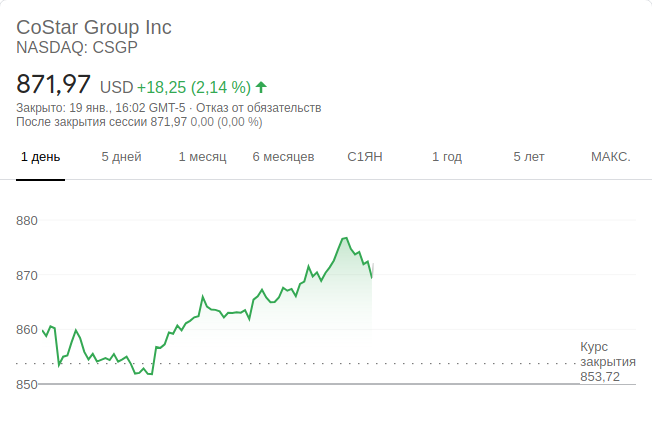 CoStar Group Inc
NASDAQ: CSGP
871,97 USD +18,25 (2,14 %)
Закрыто: 19 янв., 16:02 GMT-5 · Отказ от обязательств
После закрытия сессии 871,97 0,00 (0,00 %)
1 день 5 дней 1 месяц 6 месяцев С1ЯН 1 год 5 лет МАКС.
880
870
860
Курс
закрытия
853,72
850